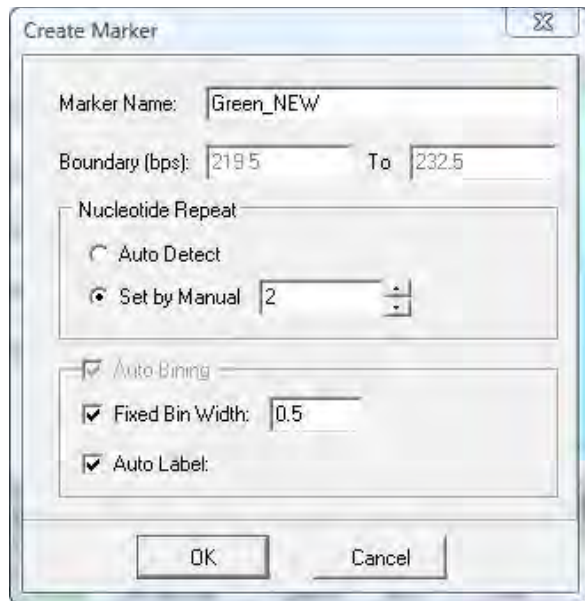 Create Marker
Marker Name: Green_NEW
Boundary (bps): 219.5 To 232.5
Nucleotide Repeat
Auto Detect
Set by Manual 2
Auto Bining
Fixed Bin Width: 0.5
Auto Label:
OK Cancel